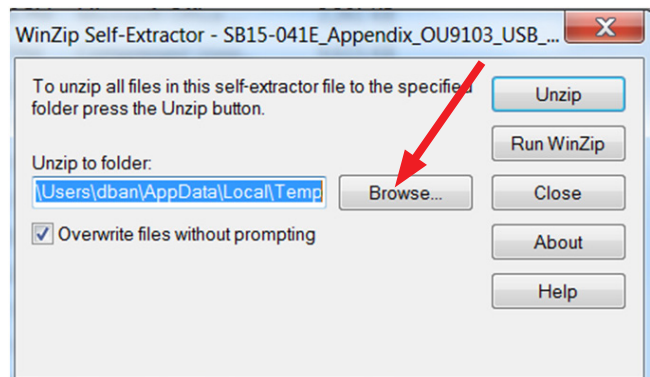 WinZip Self-Extractor - SB15-041E_Appendix_OU9103_USB_...
To unzip all files in this self-extractor file to the specified
folder press the Unzip button.
Unzip to folder:
\Users\dban\AppData\Local\Temp
Browse...
Overwrite files without prompting
Unzip
Run WinZip
Close
About
Help